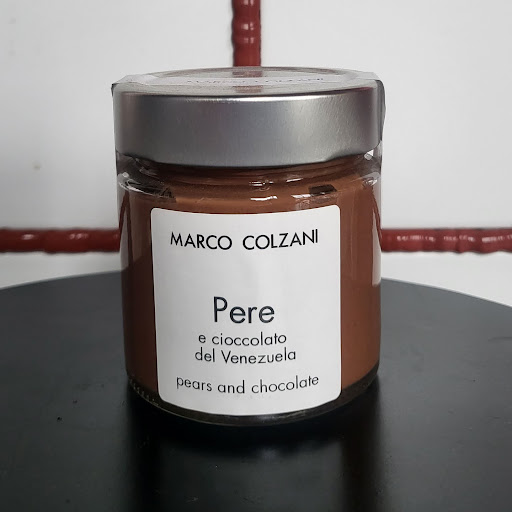 MARCO COLZANI
Pere
e cioccolato
del Venezuela
pears and chocolate